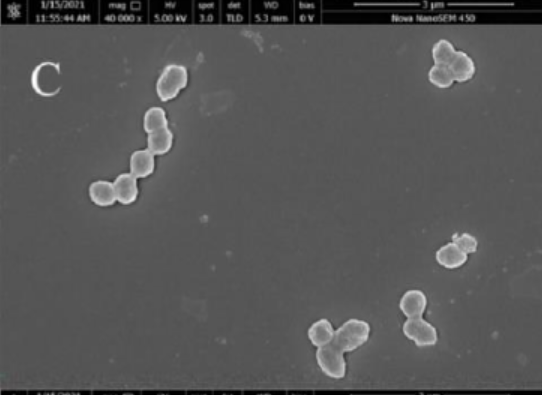 1/15/2021 mag HV spot det WD bias 3 μm
11:55:44 AM 40 000 x 5.00 kV 3.0 TLD 5.3 mm 0 V Nova NanoSEM 450
C